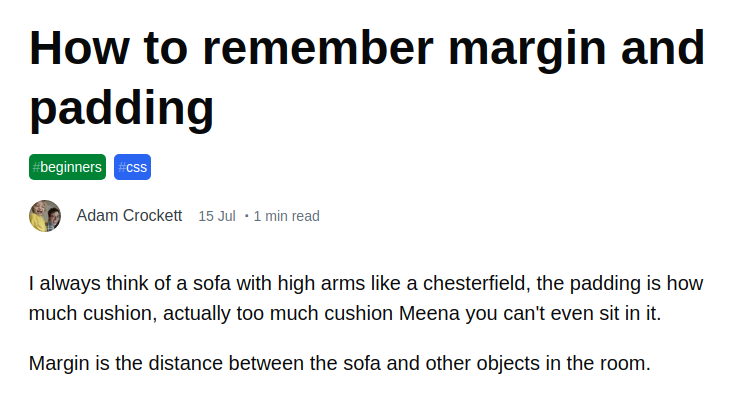 How to remember margin and
padding
#beginners #css
Adam Crockett 15 Jul • 1 min read
I always think of a sofa with high arms like a chesterfield, the padding is how
much cushion, actually too much cushion Meena you can't even sit in it.
Margin is the distance between the sofa and other objects in the room.